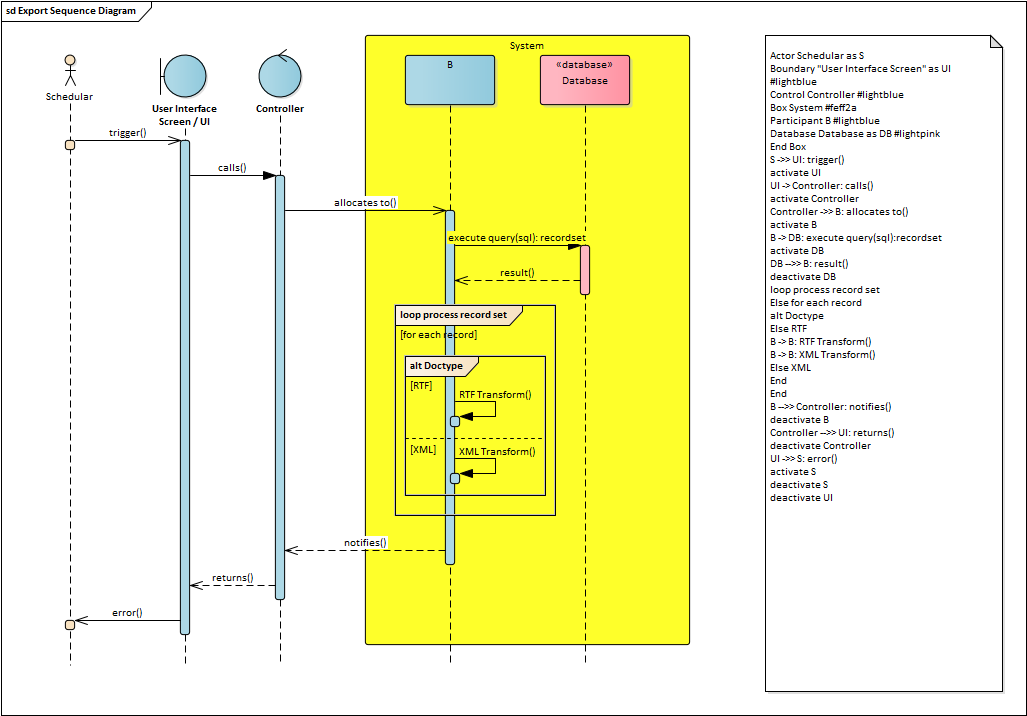 sd Export Sequence Diagram
System
B
«database»
Database
Schedular
User Interface
Screen / UI
Controller
trigger()
calls()
allocates to()
execute query(sql): recordset
result()
loop process record set
[for each record]
alt Doctype
[RTF]
RTF Transform()
[XML]
XML Transform()
notifies()
returns()
error()
Actor Schedular as S
Boundary "User Interface Screen" as UI
#lightblue
Control Controller #lightblue
Box System #feff2a
Participant B #lightblue
Database Database as DB #lightpink
End Box
S ->> UI: trigger()
activate UI
UI -> Controller: calls()
activate Controller
Controller ->> B: allocates to()
activate B
B -> DB: execute query(sql):recordset
activate DB
DB -->> B: result()
deactivate DB
loop process record set
Else for each record
alt Doctype
Else RTF
B -> B: RTF Transform()
B -> B: XML Transform()
Else XML
End
End
B -->> Controller: notifies()
deactivate B
Controller -->> UI: returns()
deactivate Controller
UI ->> S: error()
activate S
deactivate S
deactivate UI